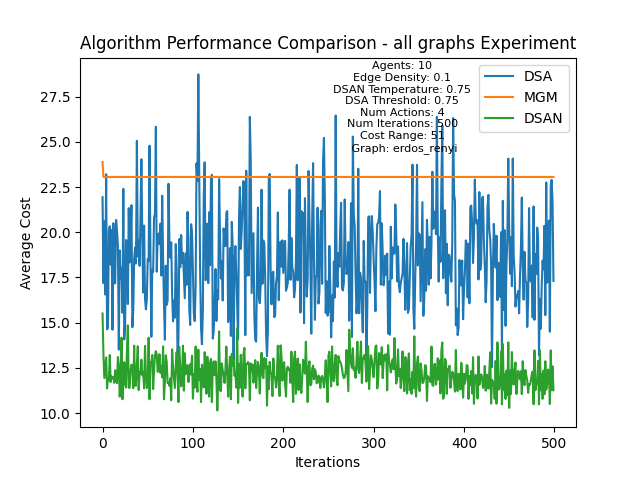 Algorithm Performance Comparison - all graphs Experiment
Agents: 10
Edge Density: 0.1
DSAN Temperature: 0.75
DSA Threshold: 0.75
Num Actions: 4
Num Iterations: 500
Cost Range: 51
Graph: erdos_renyi
DSA
MGM
DSAN
Average Cost
27.5
25.0
22.5
20.0
17.5
15.0
12.5
10.0
0 100 200 300 400 500
Iterations